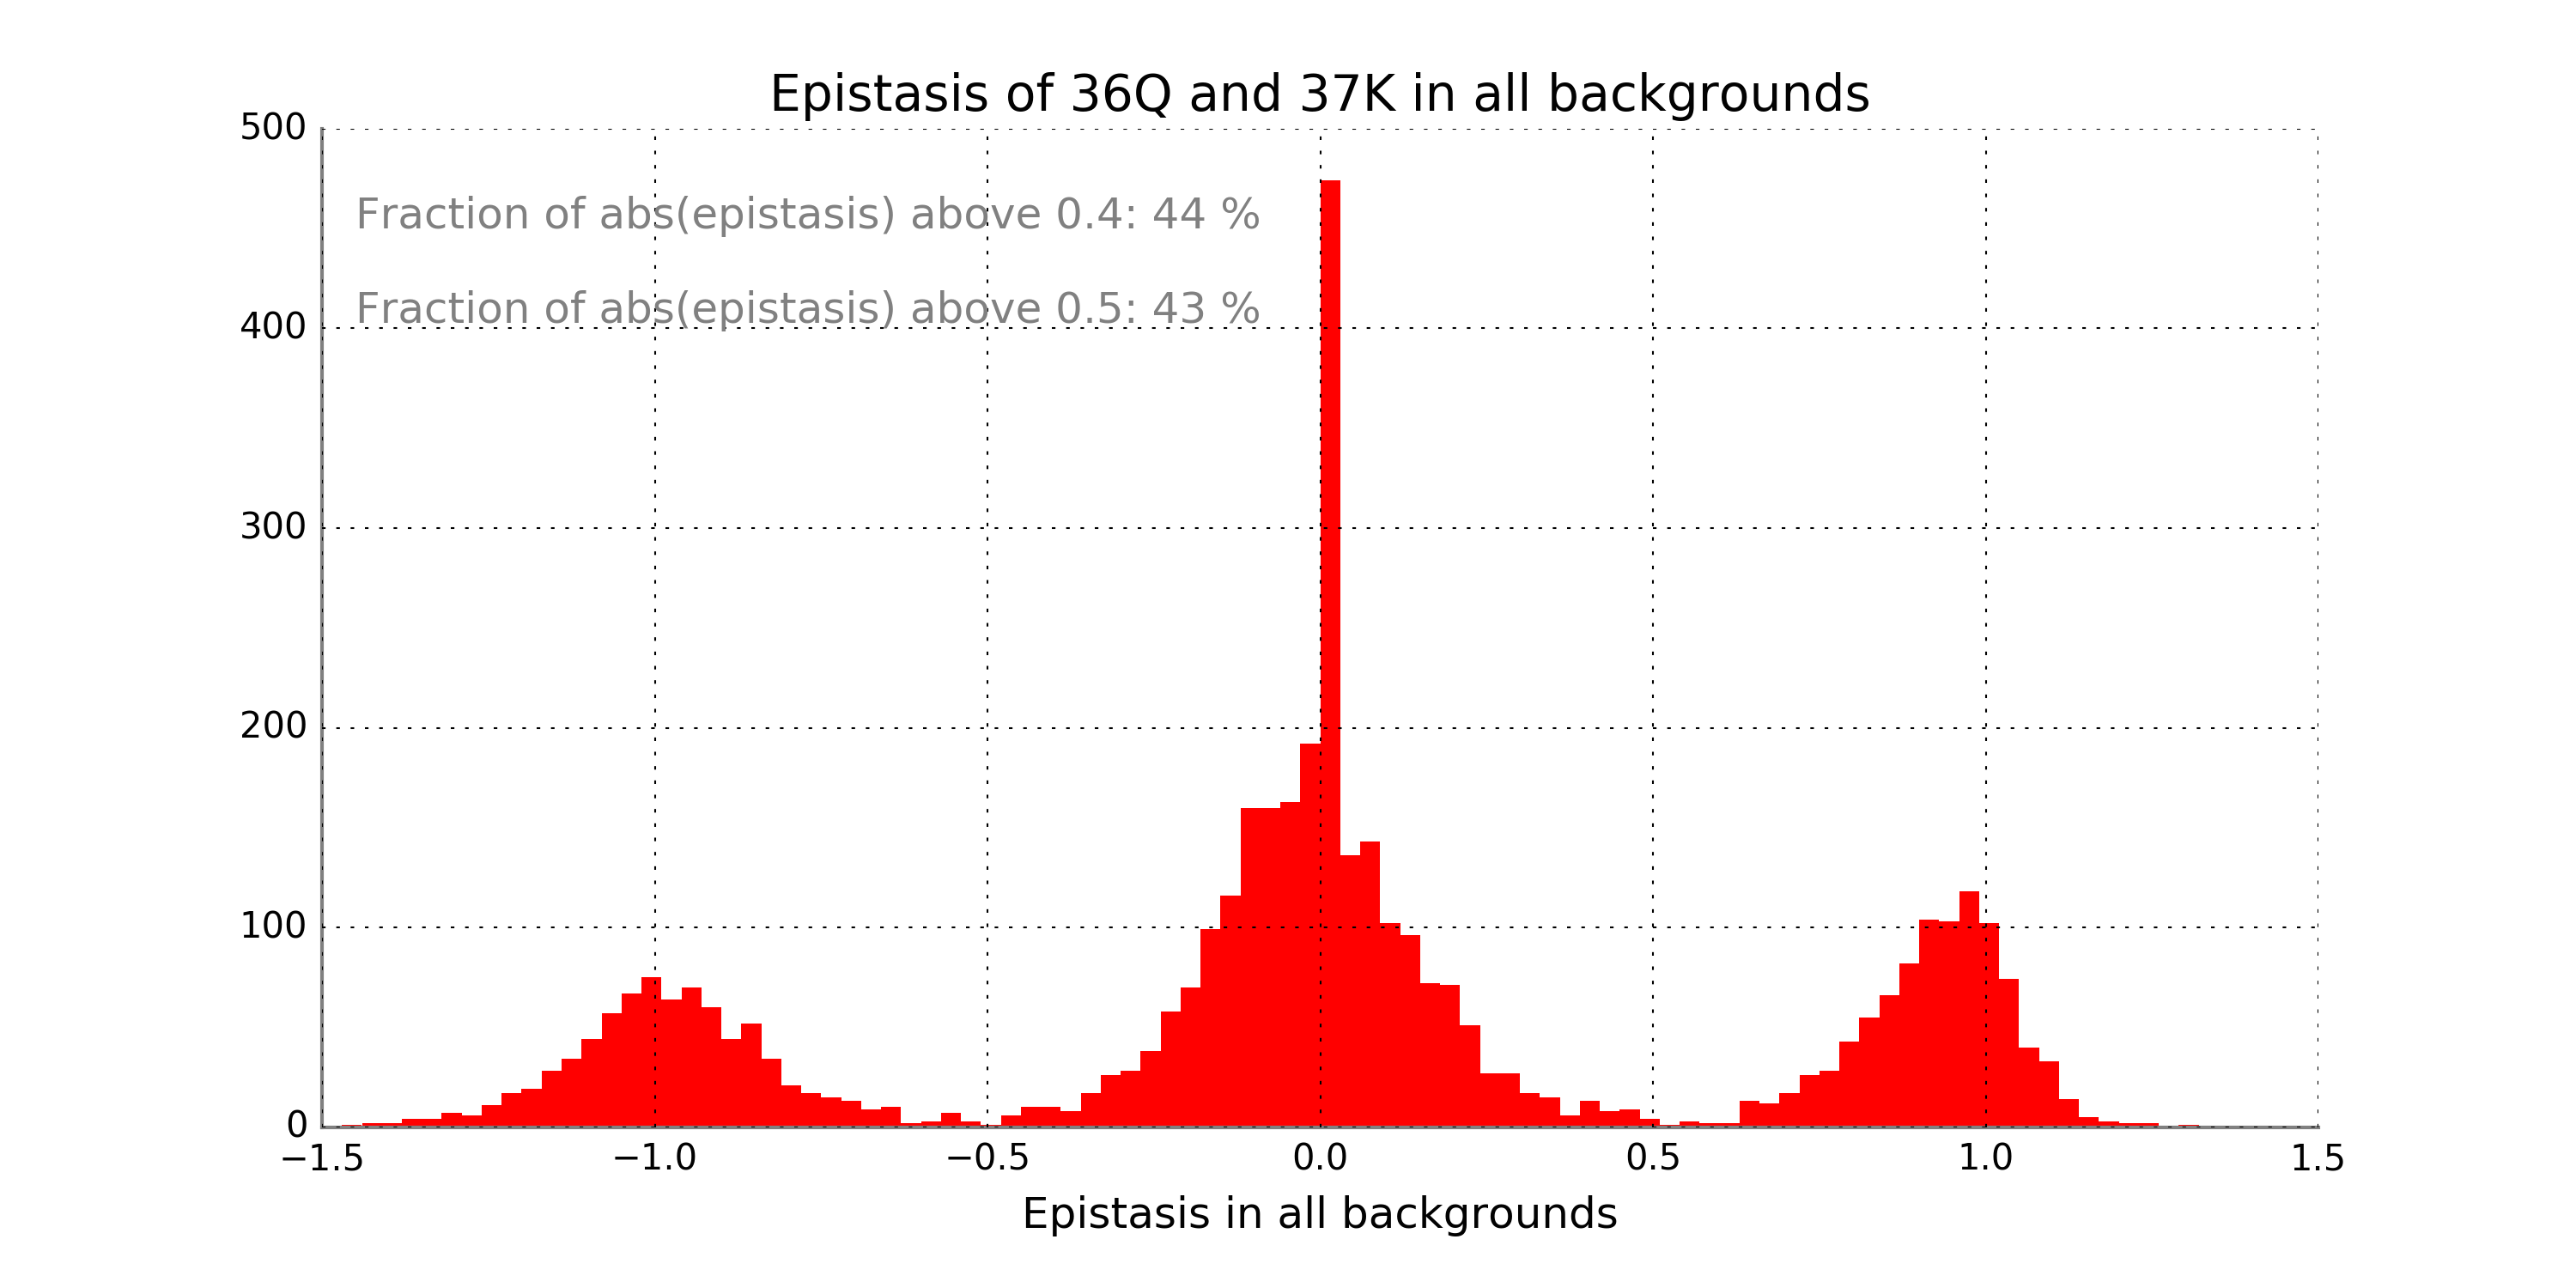 Epistasis of 36Q and 37K in all backgrounds
500
Fraction of abs(epistasis) above 0.4: 44 %
Fraction of abs(epistasis) above 0.5: 43 %
400
300
200
100
0
−1.5 −1.0 −0.5 0.0 0.5 1.0 1.5
Epistasis in all backgrounds